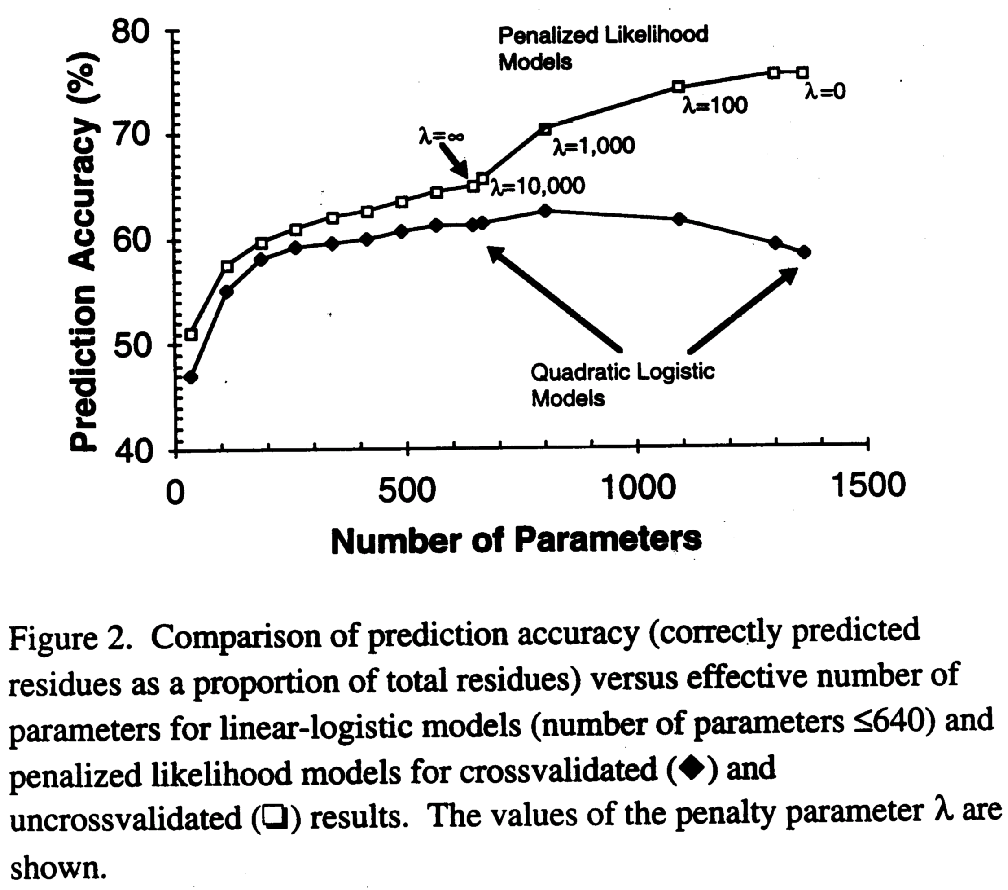 80
Penalized Likelihood
Models
λ=0
λ=100
70
λ=∞
λ=1,000
λ=10,000
60
50
Quadratic Logistic
Models
40
0
500
1000
1500
Prediction Accuracy (%)
Number of Parameters
Figure 2. Comparison of prediction accuracy (correctly predicted
residues as a proportion of total residues) versus effective number of
parameters for linear-logistic models (number of parameters ≤640) and
penalized likelihood models for crossvalidated (◆) and
uncrossvalidated (❑) results. The values of the penalty parameter λ are
shown.